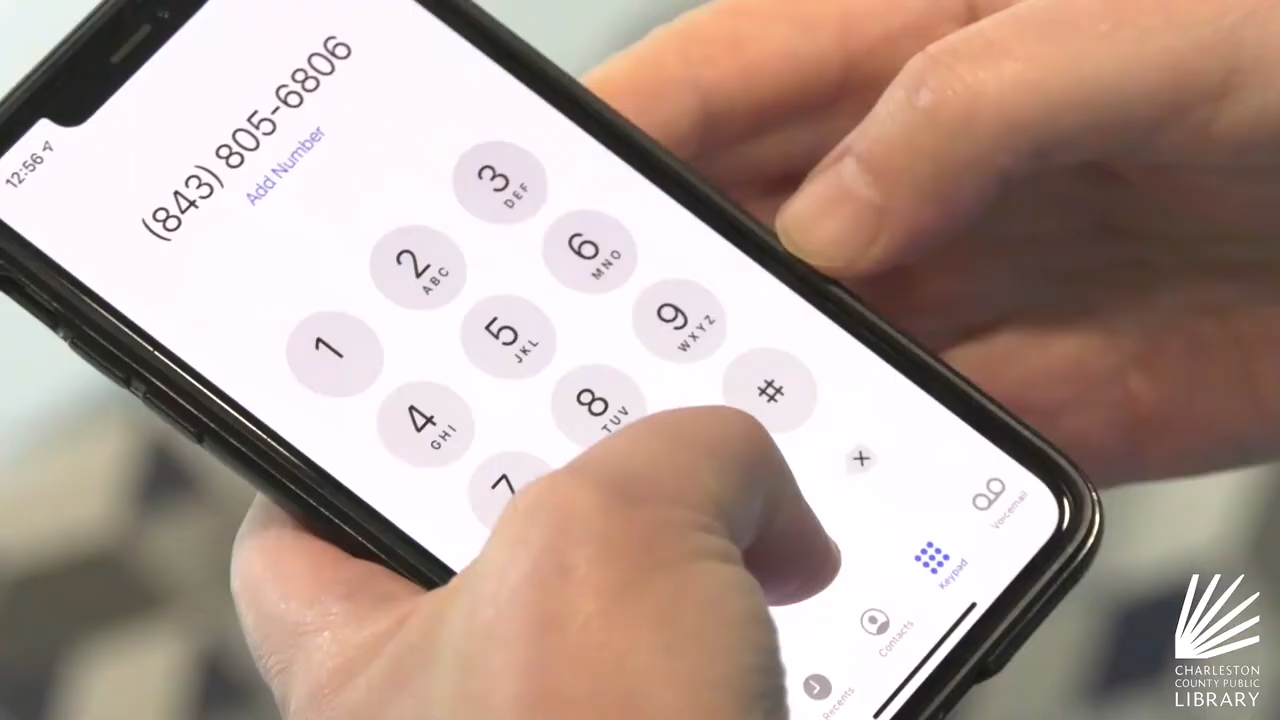 12:56
(843) 805-6806
Add Number
1
2
ABC
3
DEF
4
GHI
5
JKL
6
MNO
7
8
TUV
9
WXYZ
#
Recents
Contacts
Keypad
Voicemail
CHARLESTON
COUNTY PUBLIC
LIBRARY